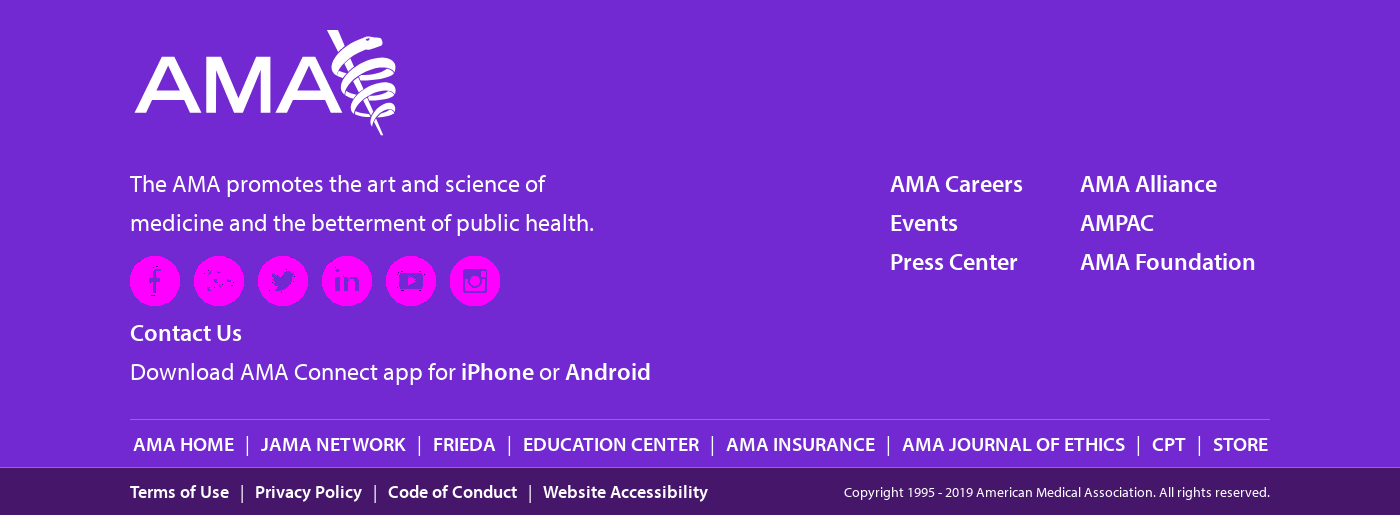 AMA
The AMA promotes the art and science of
medicine and the betterment of public health.
Contact Us
Download AMA Connect app for iPhone or Android
AMA Careers
Events
Press Center
AMA Alliance
AMPAC
AMA Foundation
AMA HOME | JAMA NETWORK | FRIEDA | EDUCATION CENTER | AMA INSURANCE | AMA JOURNAL OF ETHICS | CPT | STORE
Terms of Use | Privacy Policy | Code of Conduct | Website Accessibility
Copyright 1995 - 2019 American Medical Association. All rights reserved.